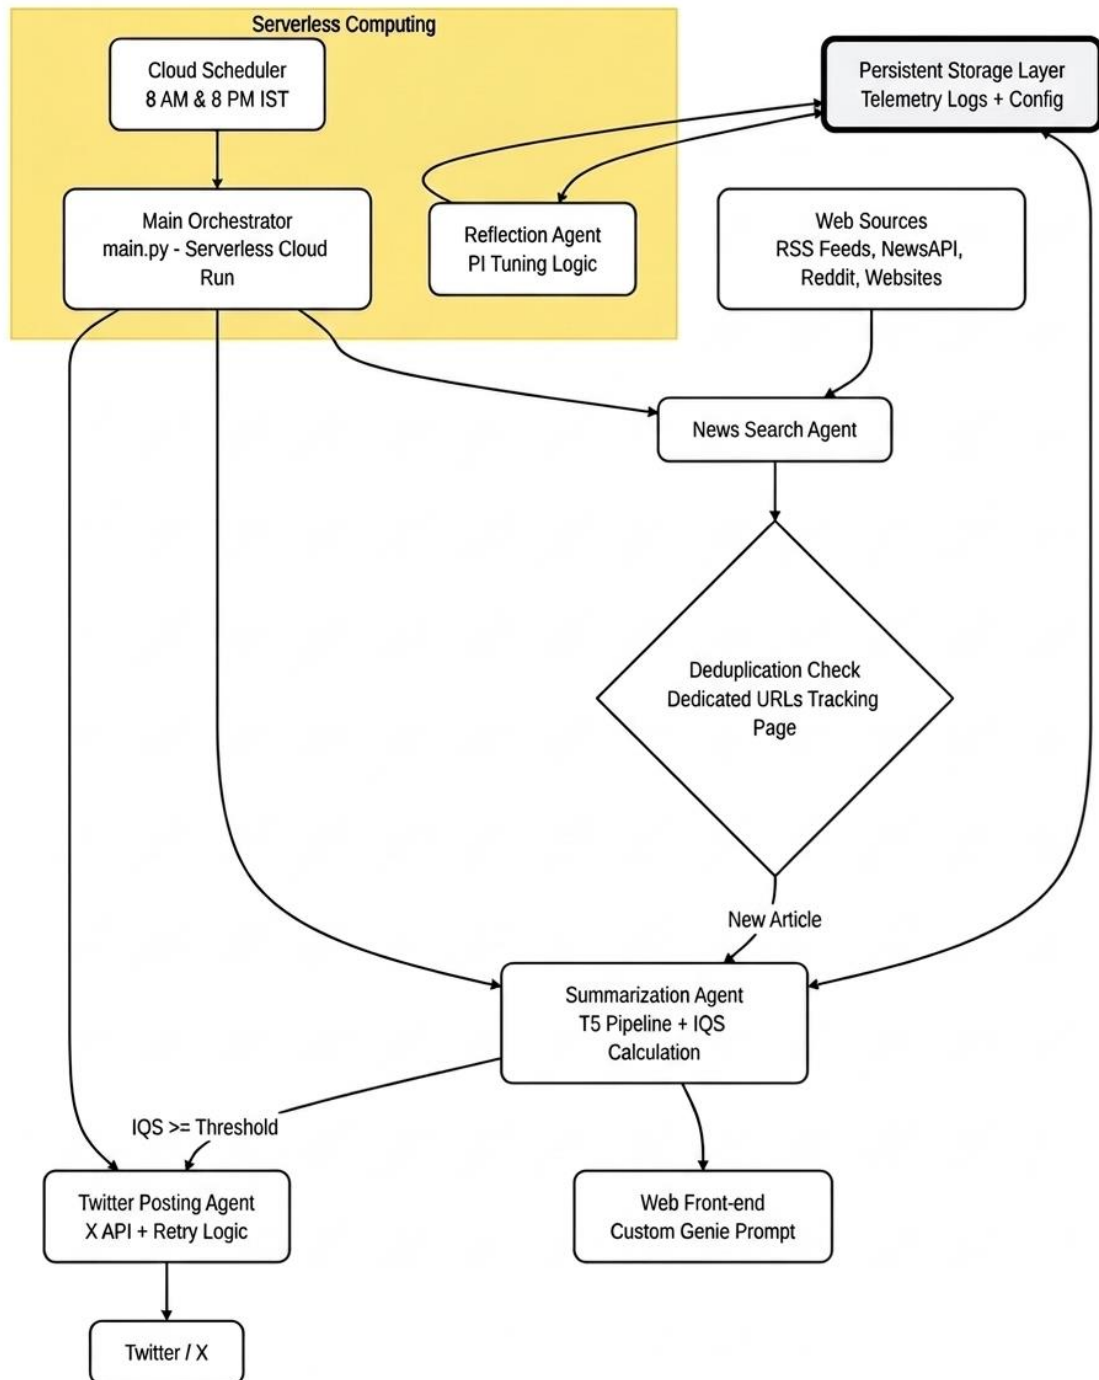 Serverless Computing
Cloud Scheduler
8 AM & 8 PM IST
Persistent Storage Layer
Telemetry Logs + Config
Main Orchestrator
main.py - Serverless Cloud
Run
Reflection Agent
PI Tuning Logic
Web Sources
RSS Feeds, NewsAPI,
Reddit, Websites
News Search Agent
Deduplication Check
Dedicated URLs Tracking
Page
New Article
Summarization Agent
T5 Pipeline + IQS
Calculation
IQS >= Threshold
Twitter Posting Agent
X API + Retry Logic
Web Front-end
Custom Genie Prompt
Twitter / X